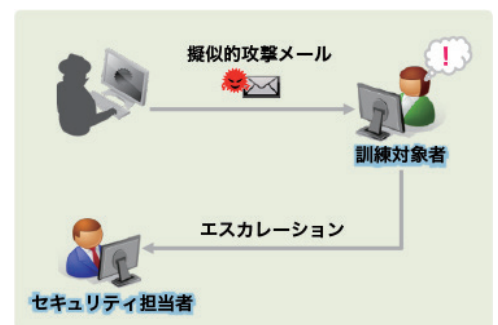 擬似的攻撃メール
!
訓練対象者
エスカレーション
セキュリティ担当者